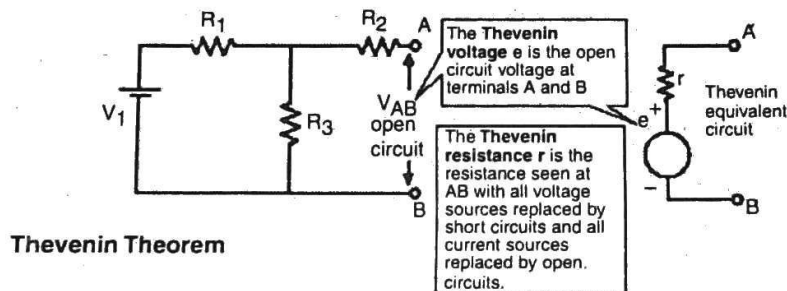 R1
R2
A
V1
R3
VAB
open
circuit
B
The Thevenin
voltage e is the open
circuit voltage at
terminals A and B
The Thevenin
resistance r is the
resistance seen at
AB with all voltage
sources replaced by
short circuits and all
current sources
replaced by open.
circuits.
A
r
e
+
-
Thevenin
equivalent
circuit
B
Thevenin Theorem